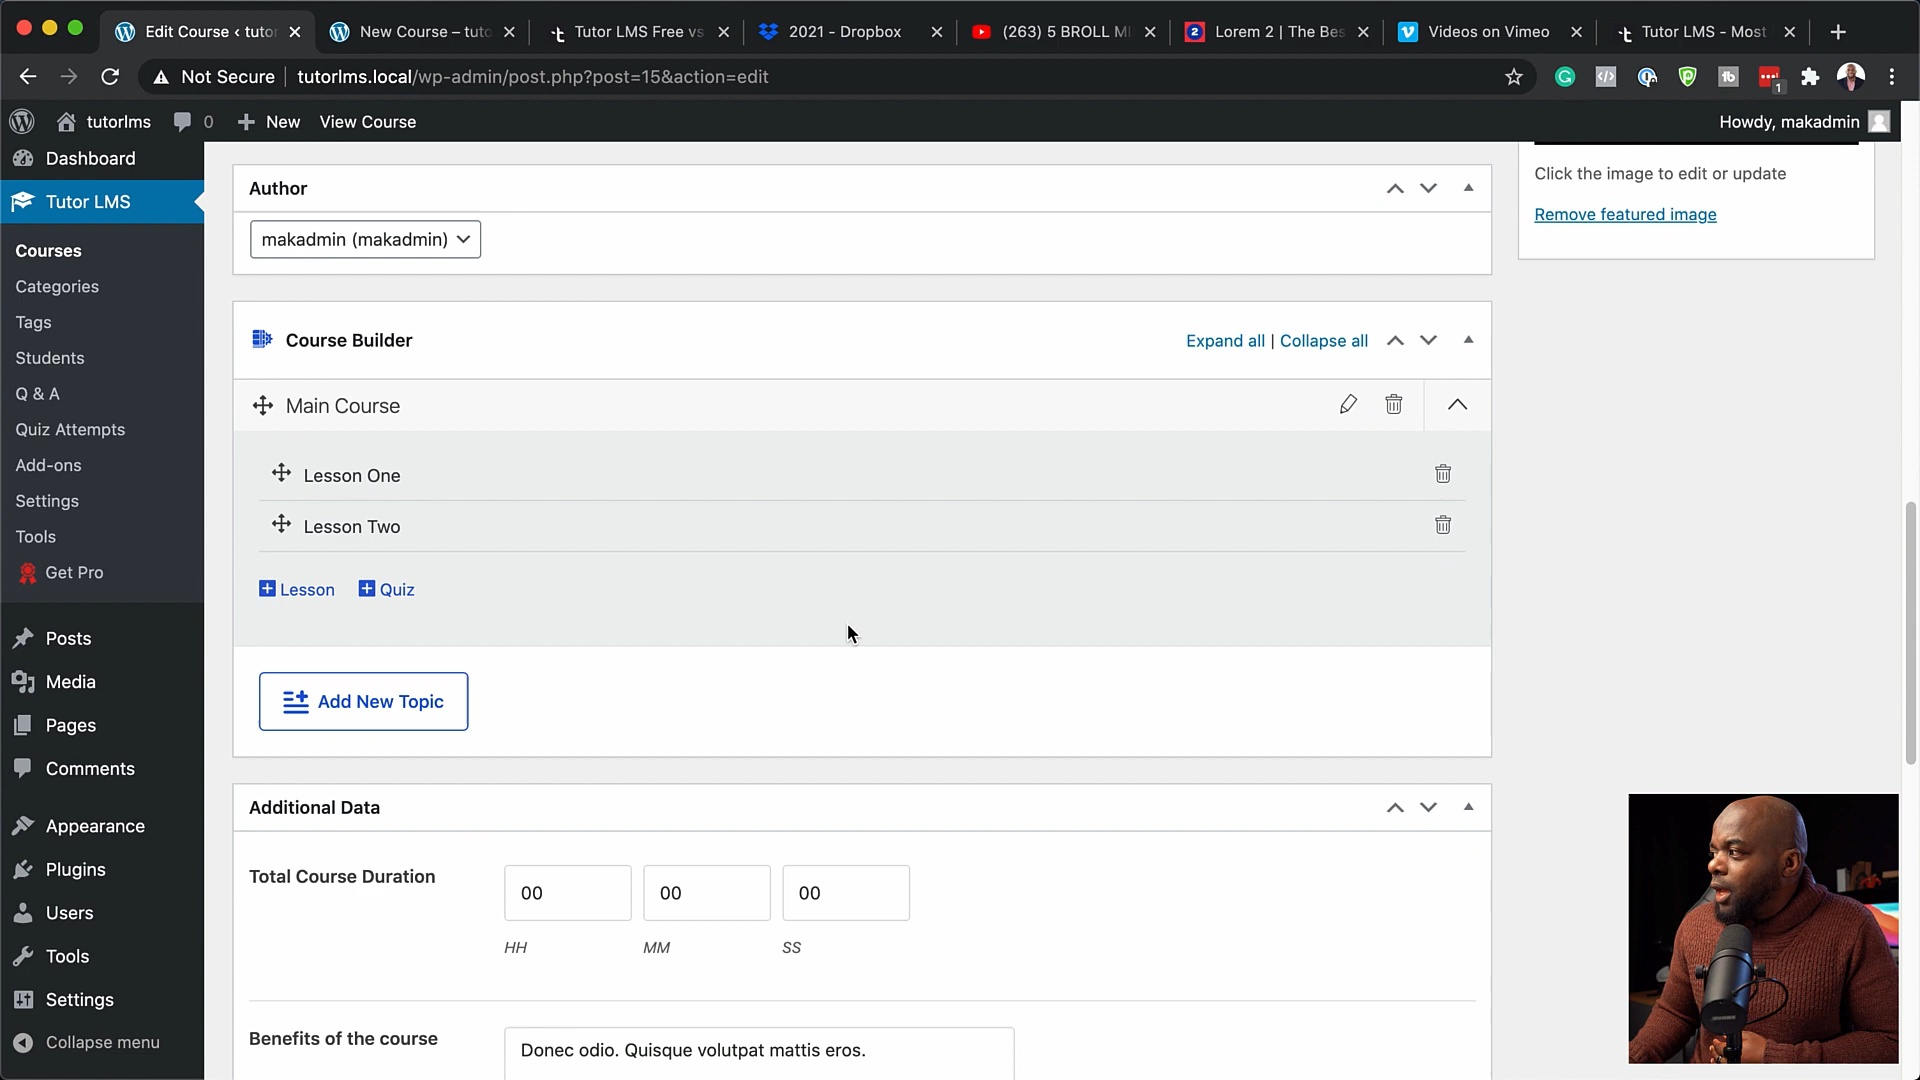 Edit Course ‹ tutor
New Course – tuto
Tutor LMS Free vs
2021 - Dropbox
(263) 5 BROLL MI
Lorem 2 | The Bes
Videos on Vimeo
Tutor LMS - Most
Not Secure
tutorlms.local/wp-admin/post.php?post=15&action=edit
1
tutorlms
0
New
View Course
Howdy, makadmin
Dashboard
Tutor LMS
Courses
Categories
Tags
Students
Q & A
Quiz Attempts
Add-ons
Settings
Tools
Get Pro
Posts
Media
Pages
Comments
Appearance
Plugins
Users
Tools
Settings
Collapse menu
Author
makadmin (makadmin)
Click the image to edit or update
Remove featured image
Course Builder
Expand all | Collapse all
Main Course
Lesson One
Lesson Two
Lesson
Quiz
Add New Topic
Additional Data
Total Course Duration
00
00
00
HH
MM
SS
Benefits of the course
Donec odio. Quisque volutpat mattis eros.